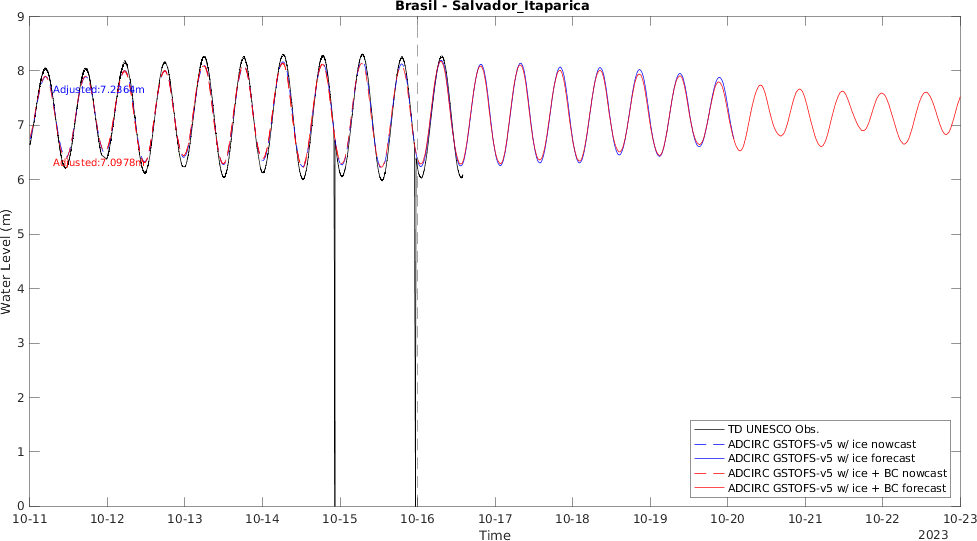 Brasil - Salvador_Itaparica
9
8
7
6
5
4
3
2
1
0
Water Level (m)
Adjusted:7.2364m
Adjusted:7.0978m
TD UNESCO Obs.
ADCIRC GSTOFS-v5 w/ ice nowcast
ADCIRC GSTOFS-v5 w/ ice forecast
ADCIRC GSTOFS-v5 w/ ice + BC nowcast
ADCIRC GSTOFS-v5 w/ ice + BC forecast
10-11 10-12 10-13 10-14 10-15 10-16 10-17 10-18 10-19 10-20 10-21 10-22 10-23
Time
2023